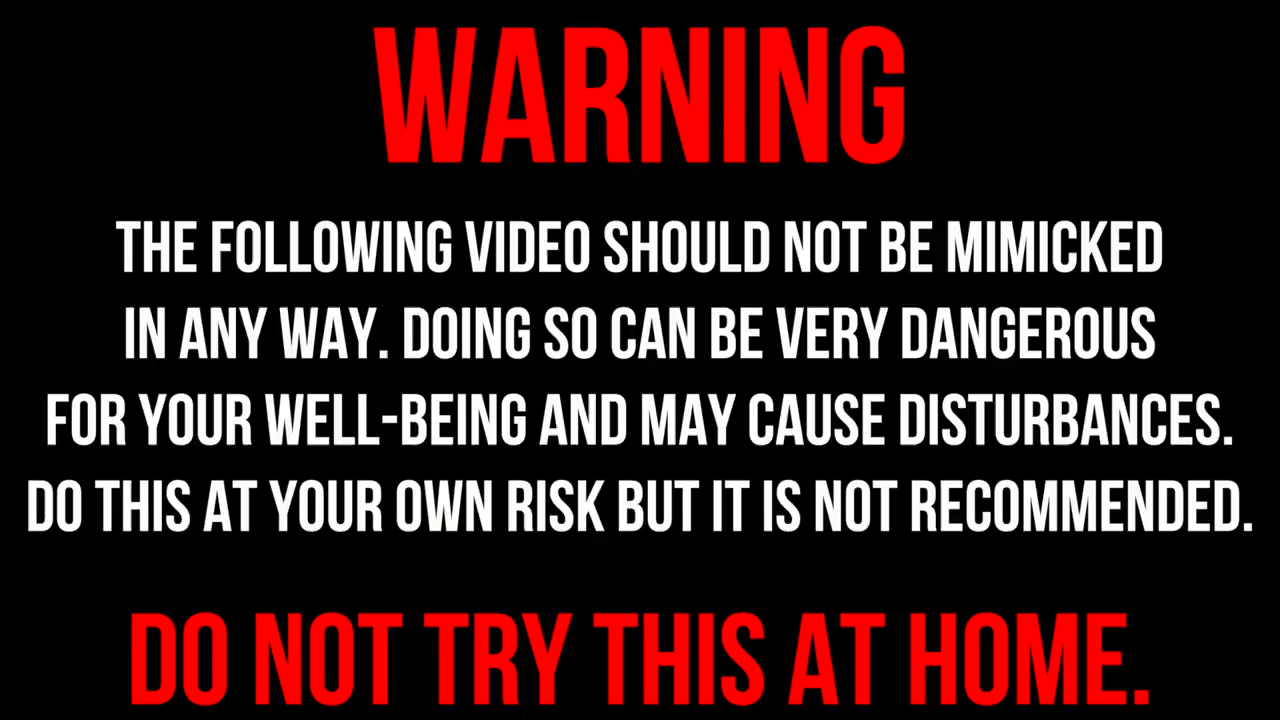 WARNING
THE FOLLOWING VIDEO SHOULD NOT BE MIMICKED
IN ANY WAY. DOING SO CAN BE VERY DANGEROUS
FOR YOUR WELL-BEING AND MAY CAUSE DISTURBANCES.
DO THIS AT YOUR OWN RISK BUT IT IS NOT RECOMMENDED.
DO NOT TRY THIS AT HOME.